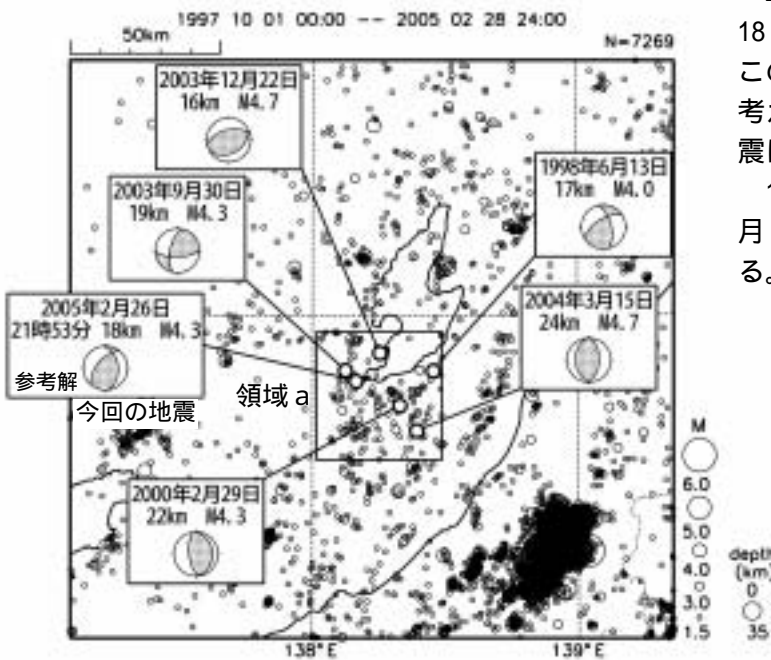 1997 10 01 00:00 -- 2005 02 28 24:00
50km
N=7269
2003年12月22日
16km M4.7
2003年9月30日
19km M4.3
1998年6月13日
17km M4.0
2005年2月26日
21時53分 18km M4.3
参考解
今回の地震
領域a
2004年3月15日
24km M4.7
2000年2月29日
22km M4.3
138°E
139°E
M
6.0
5.0
4.0
3.0
1.5
depth
(km)
0
35
18
この
考
震
月
る。